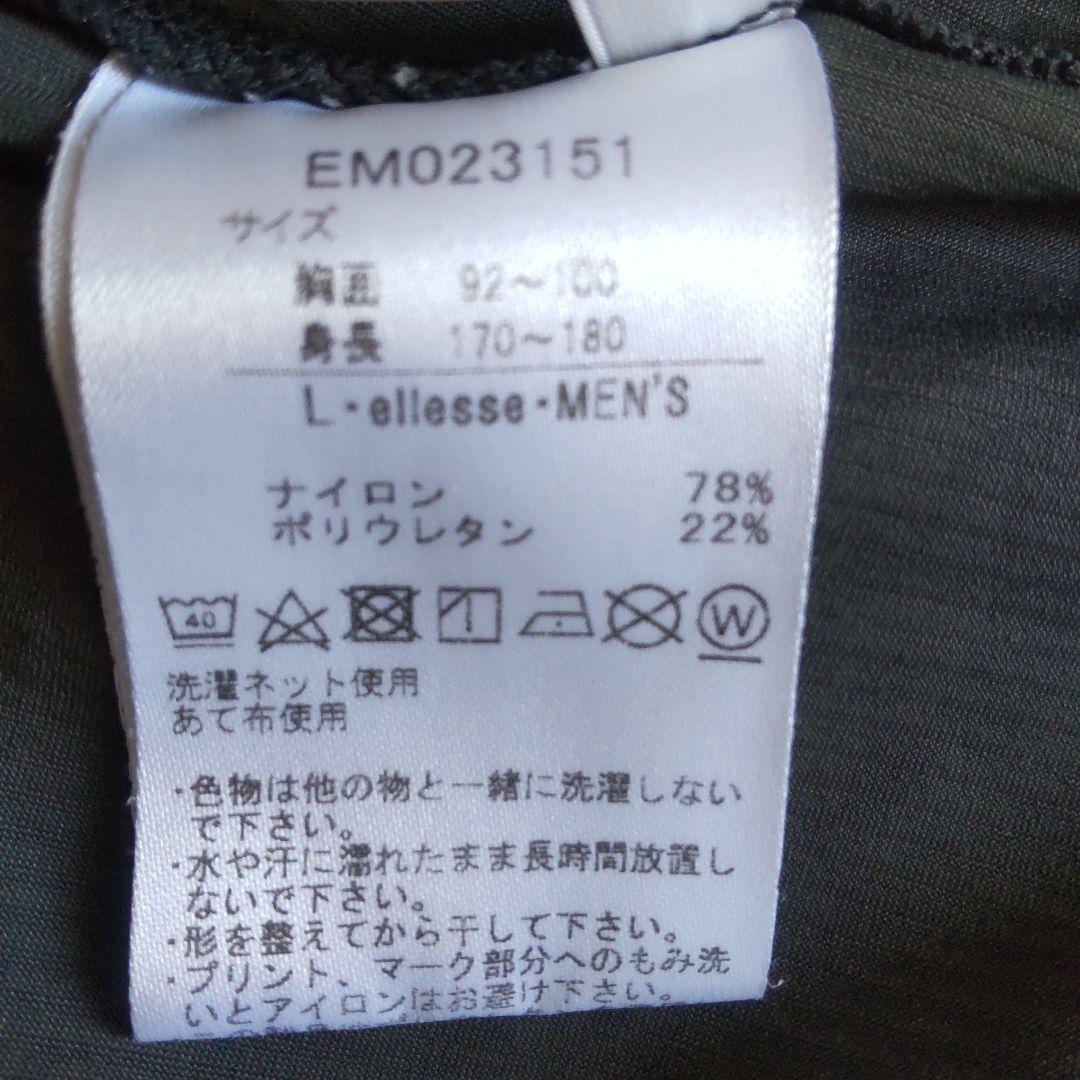 EM023151
サイズ
胸囲 92～100
身長 170～180
L・ellesse・MEN'S
ナイロン 78%
ポリウレタン 22%
40 W
洗濯ネット使用
あて布使用
・色物は他の物と一緒に洗濯しない
で下さい。
・水や汗に濡れたまま長時間放置し
ないで下さい。
・形を整えてから干して下さい。
・プリント、マーク部分へのもみ洗
いとアイロンはお避け下さい。